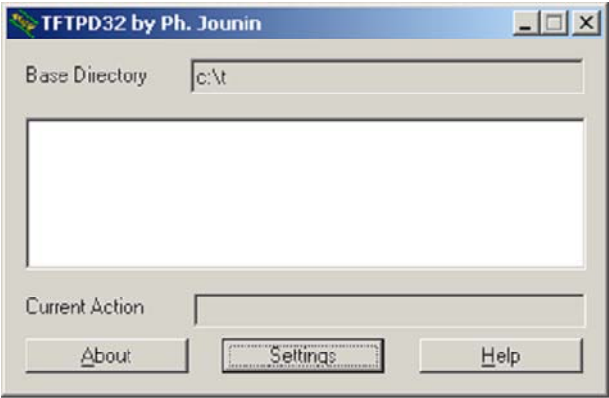 TFTPD32 by Ph. Jounin
Base Directory c:\t
Current Action
About Settings Help